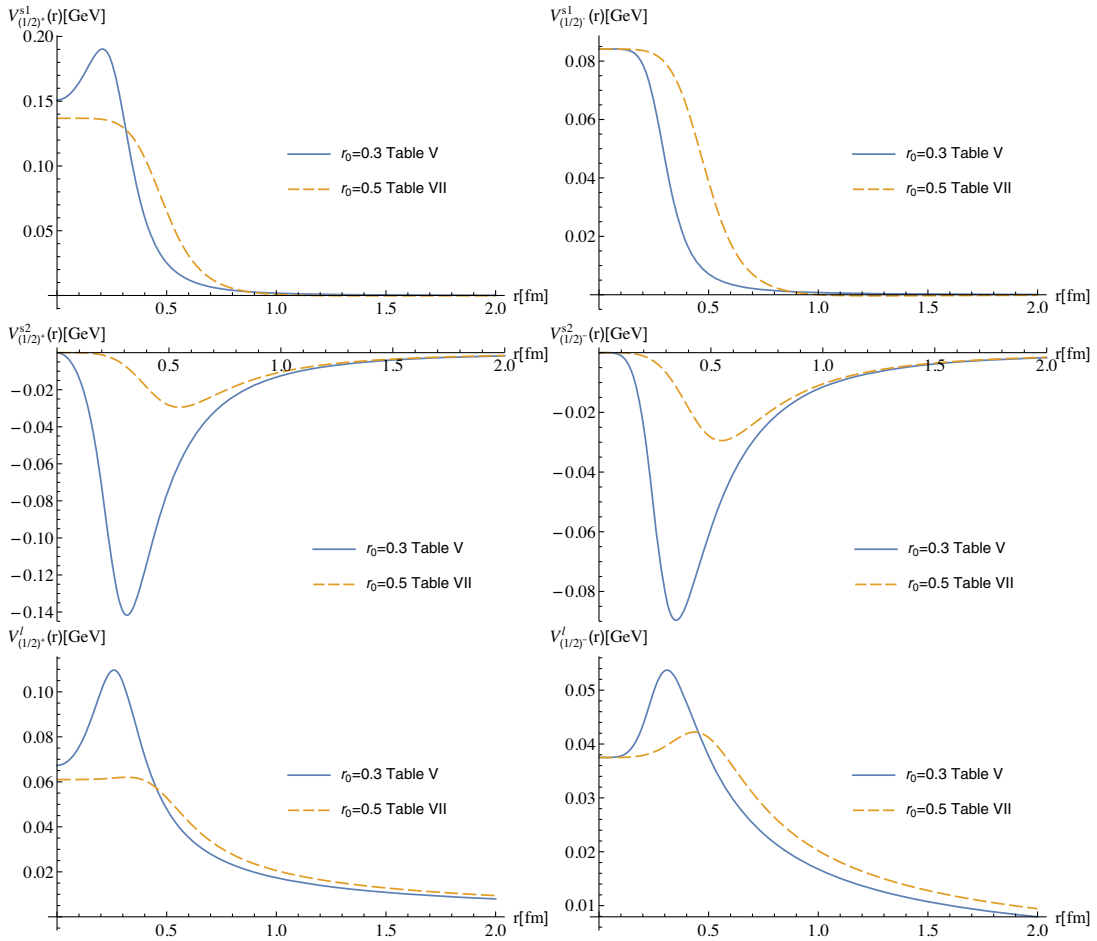 V^{s1}_{(1/2)^+}(r)[GeV]
0.20
0.15
0.10
0.05
r_0=0.3 Table V
r_0=0.5 Table VII
0.5 1.0 1.5 2.0 r[fm]
V^{s1}_{(1/2)^-}(r)[GeV]
0.08
0.06
0.04
0.02
r_0=0.3 Table V
r_0=0.5 Table VII
0.5 1.0 1.5 2.0 r[fm]
V^{s2}_{(1/2)^+}(r)[GeV]
0.5 1.0 1.5 2.0 r[fm]
−0.02
−0.04
−0.06
−0.08
−0.10
−0.12
−0.14
r_0=0.3 Table V
r_0=0.5 Table VII
V^{s2}_{(1/2)^-}(r)[GeV]
0.5 1.0 1.5 2.0 r[fm]
−0.02
−0.04
−0.06
−0.08
r_0=0.3 Table V
r_0=0.5 Table VII
V^{l}_{(1/2)^+}(r)[GeV]
0.10
0.08
0.06
0.04
0.02
r_0=0.3 Table V
r_0=0.5 Table VII
0.5 1.0 1.5 2.0 r[fm]
V^{l}_{(1/2)^-}(r)[GeV]
0.05
0.04
0.03
0.02
0.01
r_0=0.3 Table V
r_0=0.5 Table VII
0.5 1.0 1.5 2.0 r[fm]